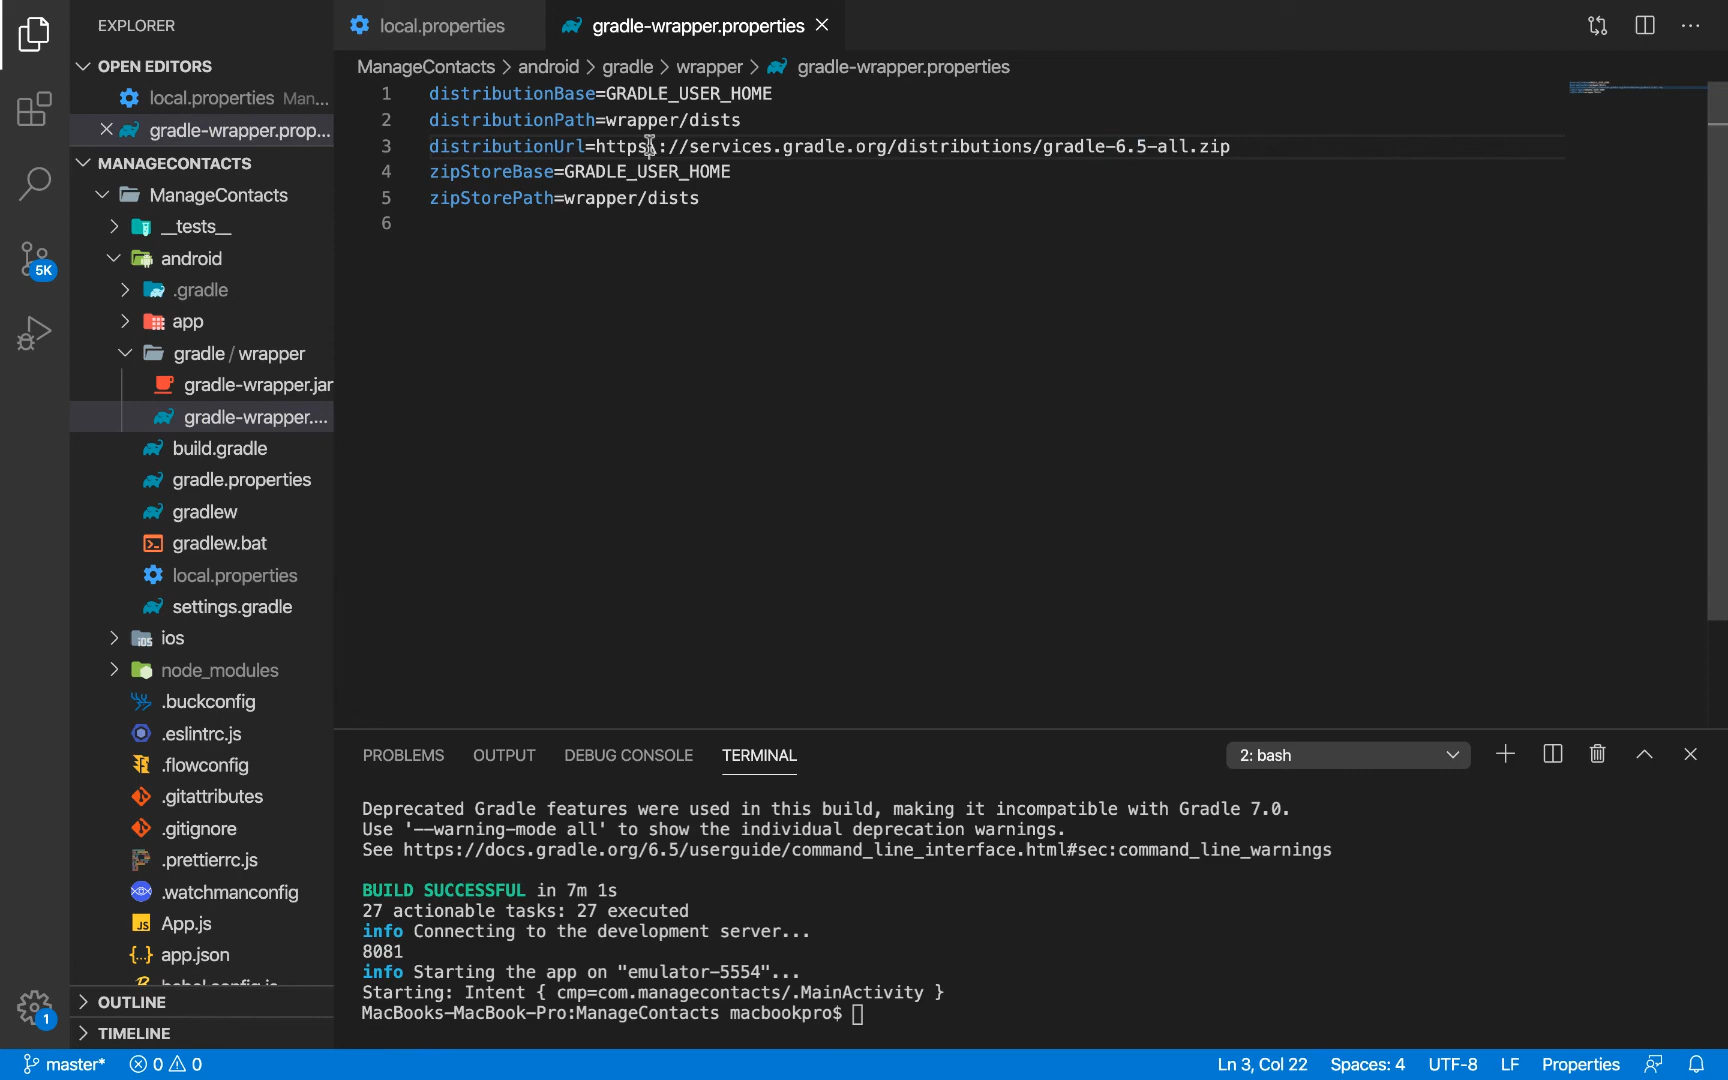 EXPLORER
local.properties
gradle-wrapper.properties
OPEN EDITORS
local.properties Man...
gradle-wrapper.prop...
MANAGECONTACTS
ManageContacts
__tests__
android
.gradle
app
gradle / wrapper
gradle-wrapper.jar
gradle-wrapper....
build.gradle
gradle.properties
gradlew
gradlew.bat
local.properties
settings.gradle
ios
node_modules
.buckconfig
.eslintrc.js
.flowconfig
.gitattributes
.gitignore
.prettierrc.js
.watchmanconfig
App.js
app.json
OUTLINE
TIMELINE
5K
1
ManageContacts > android > gradle > wrapper > gradle-wrapper.properties
1 distributionBase=GRADLE_USER_HOME
2 distributionPath=wrapper/dists
3 distributionUrl=https\://services.gradle.org/distributions/gradle-6.5-all.zip
4 zipStoreBase=GRADLE_USER_HOME
5 zipStorePath=wrapper/dists
6
PROBLEMS OUTPUT DEBUG CONSOLE TERMINAL 2: bash
Deprecated Gradle features were used in this build, making it incompatible with Gradle 7.0.
Use '--warning-mode all' to show the individual deprecation warnings.
See https://docs.gradle.org/6.5/userguide/command_line_interface.html#sec:command_line_warnings
BUILD SUCCESSFUL in 7m 1s
27 actionable tasks: 27 executed
info Connecting to the development server...
8081
info Starting the app on "emulator-5554"...
Starting: Intent { cmp=com.managecontacts/.MainActivity }
MacBooks-MacBook-Pro:ManageContacts macbookpro$
master* 0 0 Ln 3, Col 22 Spaces: 4 UTF-8 LF Properties